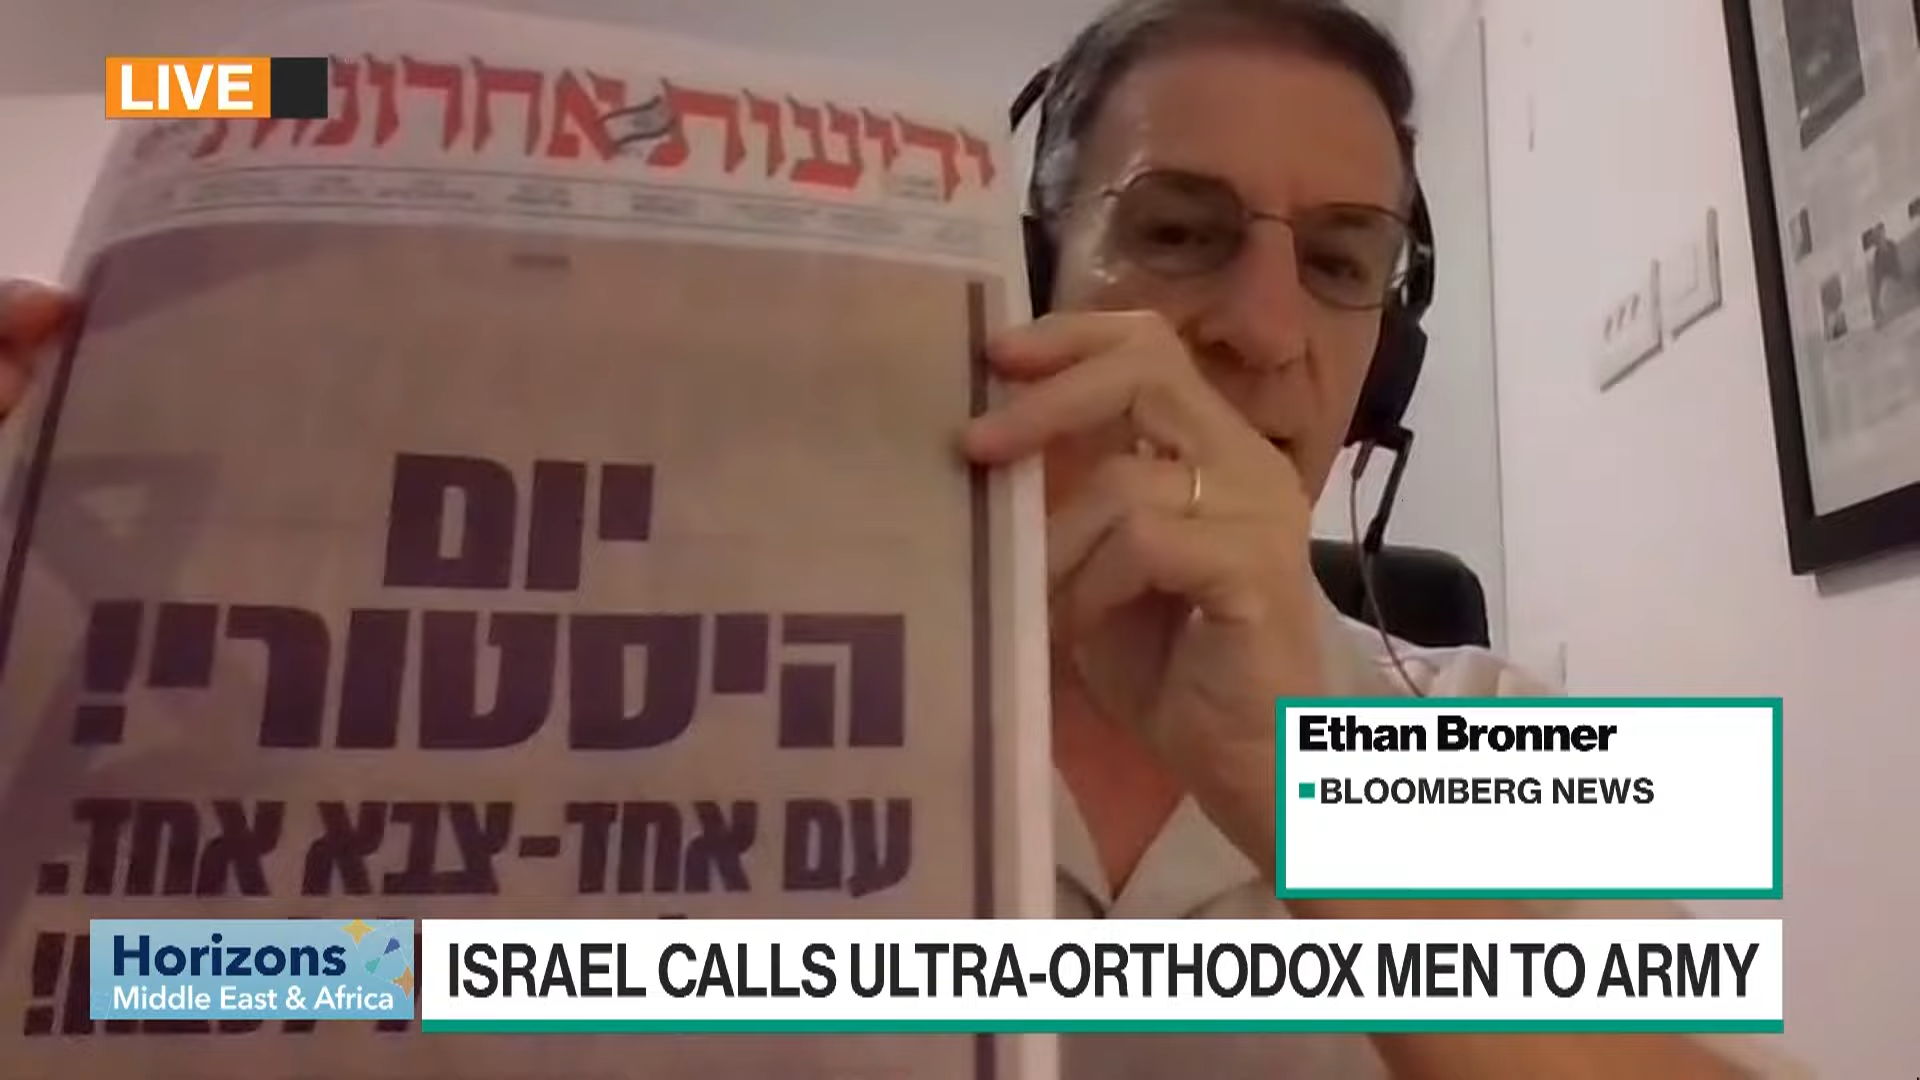 LIVE
ידיעות אחרונות
יום
היסטורי!
עם אחד-צבא אחד.
Ethan Bronner
BLOOMBERG NEWS
Horizons
Middle East & Africa
ISRAEL CALLS ULTRA-ORTHODOX MEN TO ARMY